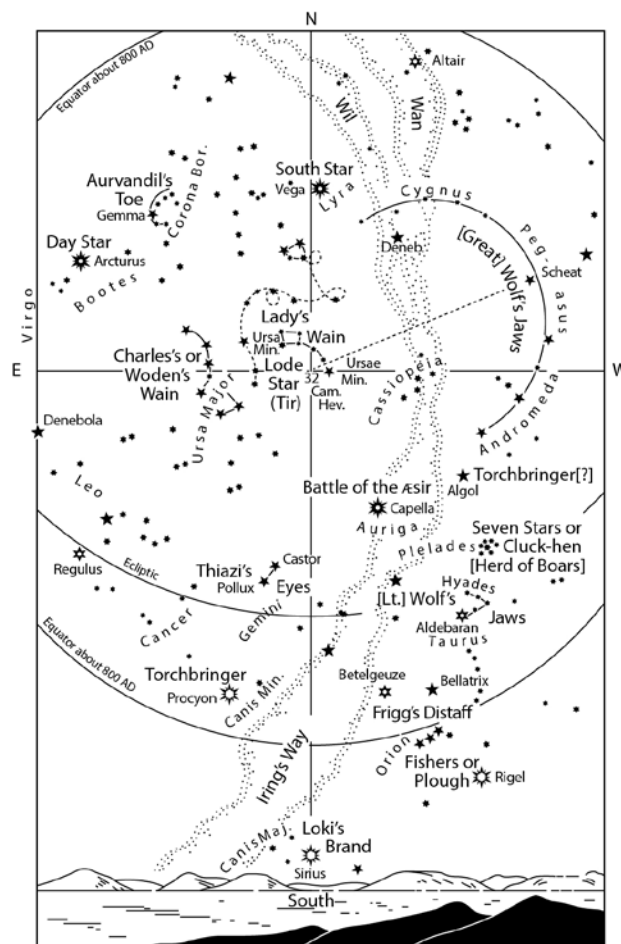 N
Equator about 800 AD
Altair
Wil
Wan
South Star
Vega
Lyra
Aurvandil's
Toe
Gemma
Corona Bor.
Cygnus
Deneb
Day Star
Arcturus
Bootes
[Great] Wolf's Jaws
Pegasus
Scheat
Virgo
Lady's
Wain
Ursa
Min.
Charles's or
Woden's
Wain
Lode
Star
(Tir)
32
Ursae
Min.
Cam.
Hev.
E
W
Ursa Major
Cassiopeia
Andromeda
Denebola
Leo
Torchbringer[?]
Algol
Battle of the Æsir
Capella
Auriga
Seven Stars or
Cluck-hen
[Herd of Boars]
Pleiades
Regulus
Ecliptic
Castor
Thiazi's
Pollux
Eyes
Gemini
Cancer
[Lt.] Wolf's
Jaws
Hyades
Aldebaran
Taurus
Equator about 800 AD
Torchbringer
Procyon
Canis Min.
Betelgeuze
Bellatrix
Frigg's Distaff
Orion
Fishers or
Plough
Rigel
Iring's Way
Canis Maj.
Loki's
Brand
Sirius
South